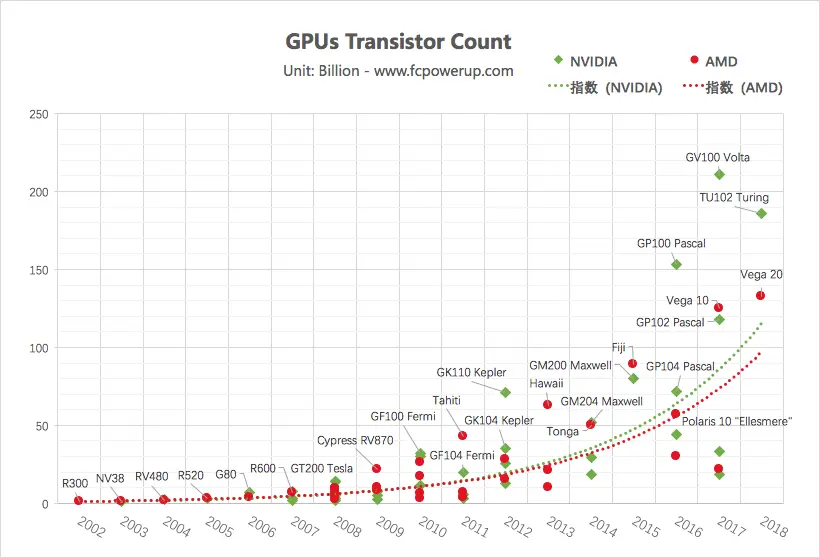 GPUs Transistor Count
Unit: Billion - www.fcpowerup.com
NVIDIA
AMD
指数 (NVIDIA)
指数 (AMD)
250
200
150
100
50
0
GV100 Volta
TU102 Turing
GP100 Pascal
Vega 20
Vega 10
GP102 Pascal
Fiji
GM200 Maxwell
GP104 Pascal
GK110 Kepler
Hawaii
Tahiti
GM204 Maxwell
GF100 Fermi
GK104 Kepler
Polaris 10 "Ellesmere"
Tonga
Cypress RV870
GF104 Fermi
R300
NV38
RV480
R520
G80
R600
GT200 Tesla
2002
2003
2004
2005
2006
2007
2008
2009
2010
2011
2012
2013
2014
2015
2016
2017
2018